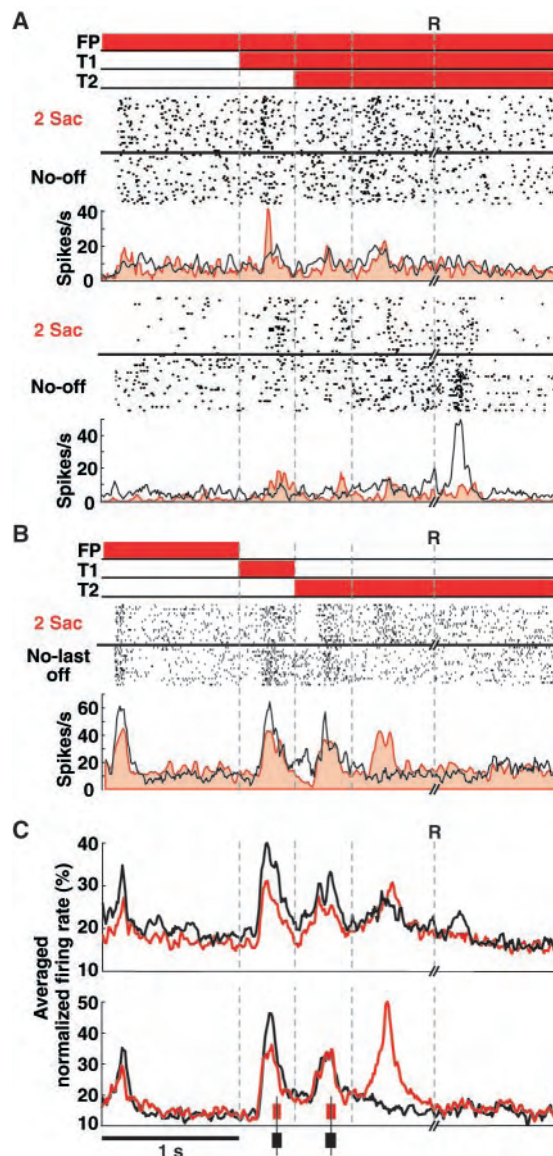 A
R
FP
T1
T2
2 Sac
No-off
Spikes/s
40
20
0
2 Sac
No-off
Spikes/s
40
20
0
B
R
FP
T1
T2
2 Sac
No-last
off
Spikes/s
60
40
20
0
C
R
Averaged
normalized firing rate (%)
40
30
20
10
50
40
30
20
10
1 s